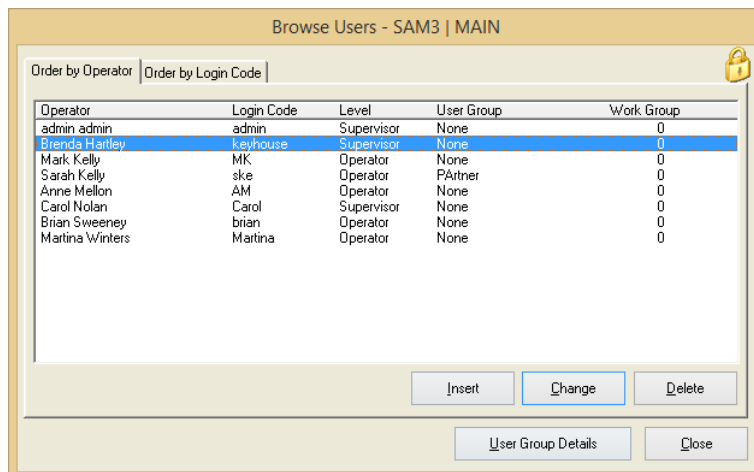 Browse Users - SAM3 | MAIN
Order by Operator Order by Login Code
Operator Login Code Level User Group Work Group
admin admin admin Supervisor None 0
Brenda Hartley keyhouse Supervisor None 0
Mark Kelly MK Operator None 0
Sarah Kelly ske Operator PArtner 0
Anne Mellon AM Operator None 0
Carol Nolan Carol Supervisor None 0
Brian Sweeney brian Operator None 0
Martina Winters Martina Operator None 0
Insert Change Delete
User Group Details Close